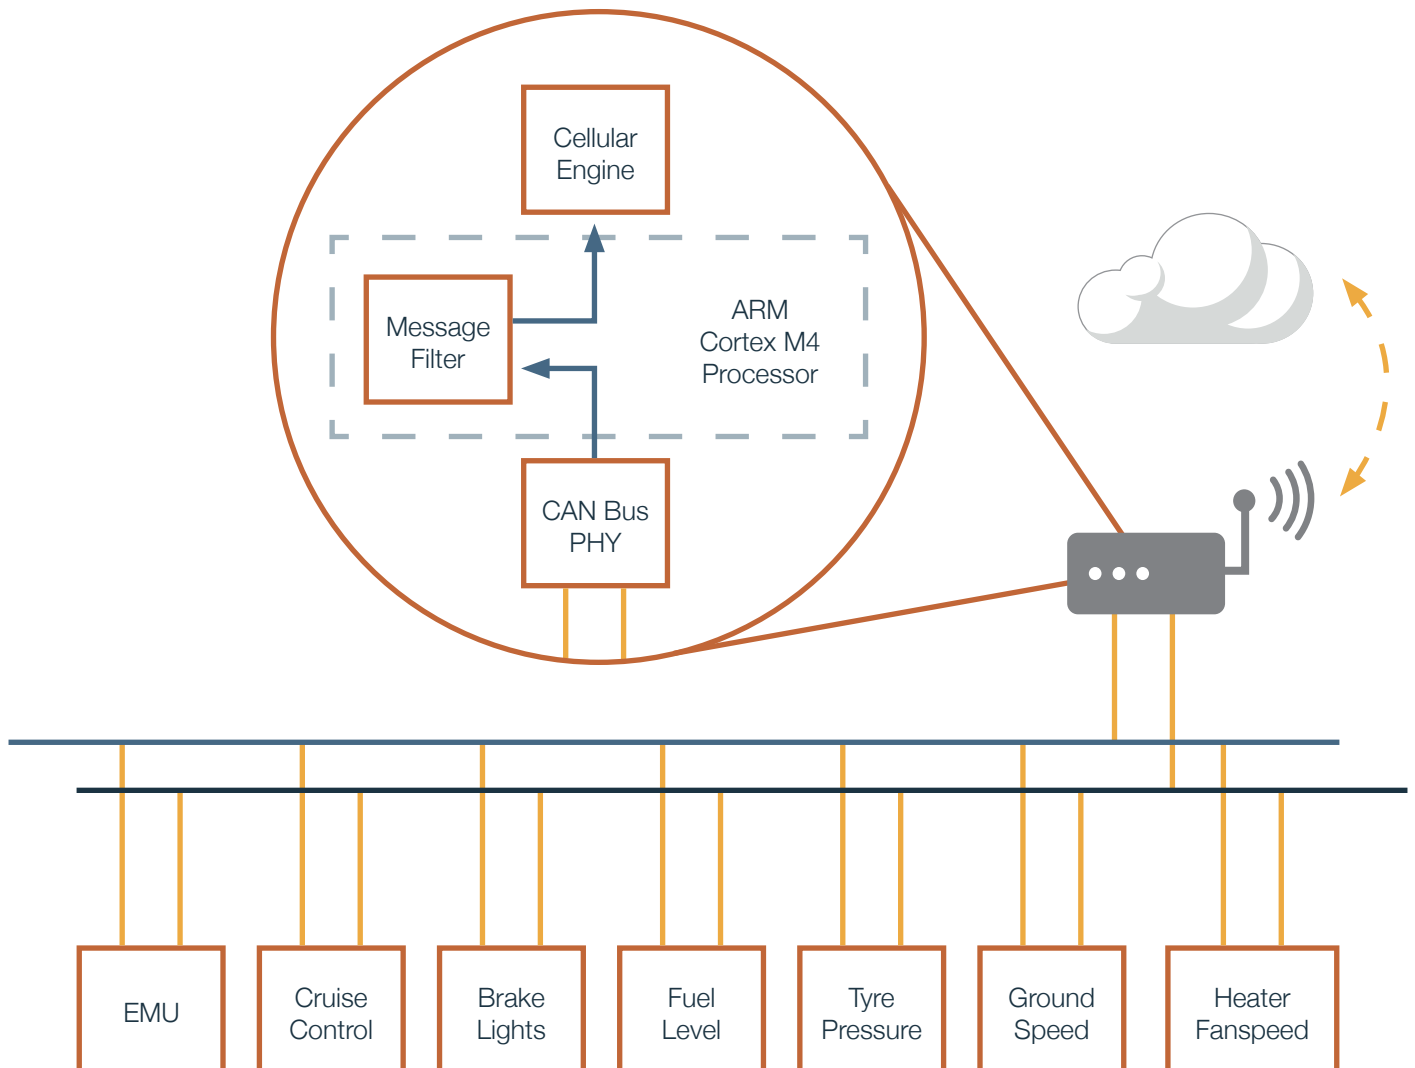 Cellular
Engine
Message
Filter
ARM
Cortex M4
Processor
CAN Bus
PHY
EMU
Cruise
Control
Brake
Lights
Fuel
Level
Tyre
Pressure
Ground
Speed
Heater
Fanspeed